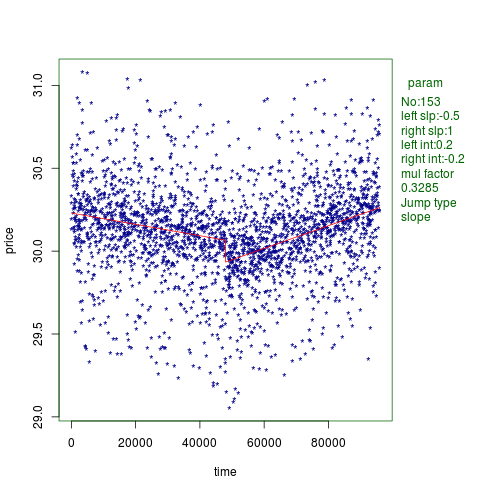 param
No:153
left slp:-0.5
right slp:1
left int:0.2
right int:-0.2
mul factor
0.3285
Jump type
slope
31.0
30.5
30.0
29.5
29.0
price
0 20000 40000 60000 80000
time